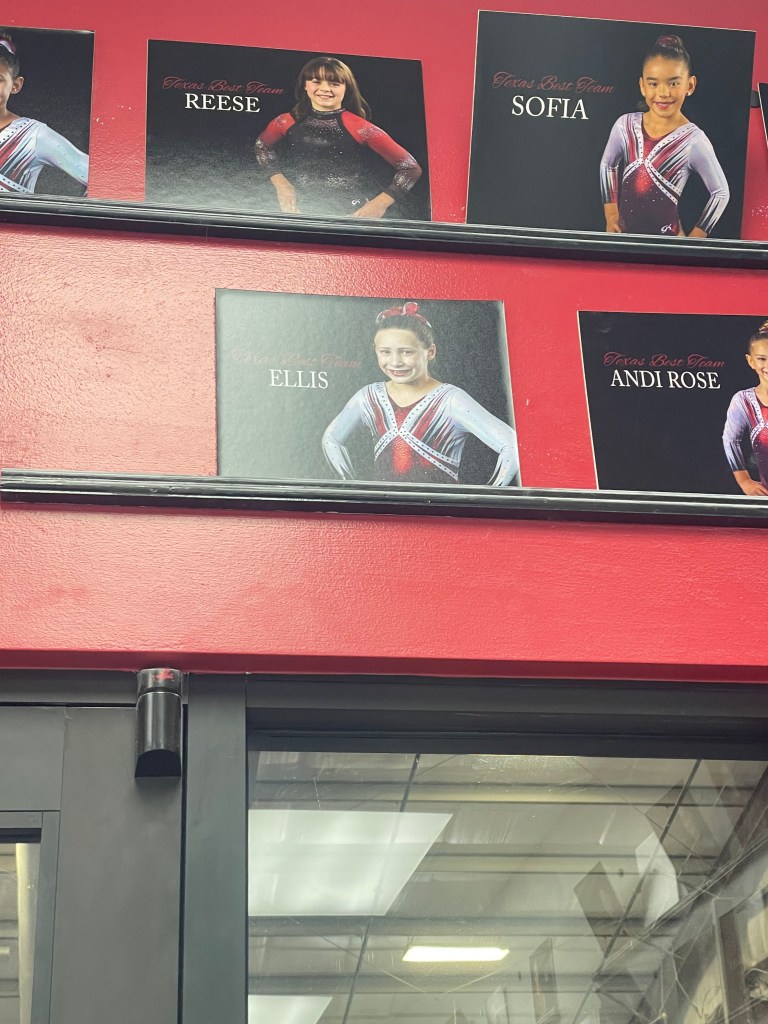 Texas Best Team
REESE
Texas Best Team
SOFIA
Texas Best Team
ELLIS
Texas Best Team
ANDI ROSE